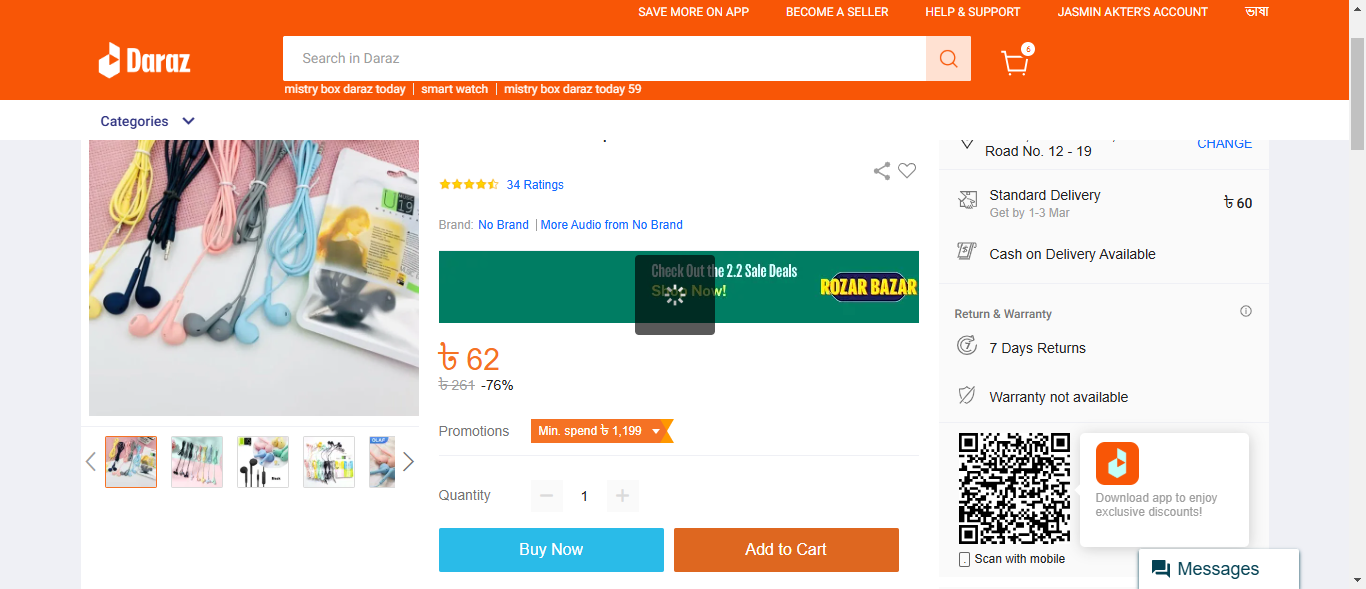 SAVE MORE ON APP
BECOME A SELLER
HELP & SUPPORT
JASMIN AKTER'S ACCOUNT
ভাষা
Daraz
Search in Daraz
6
mistry box daraz today
smart watch
mistry box daraz today 59
Categories
Road No. 12 - 19
CHANGE
U19
34 Ratings
Standard Delivery
৳ 60
Get by 1-3 Mar
Brand: No Brand | More Audio from No Brand
Cash on Delivery Available
Check Out the 2.2 Sale Deals
Shop Now!
ROZAR BAZAR
Return & Warranty
৳ 62
7 Days Returns
৳ 261 -76%
Warranty not available
Promotions
Min. spend ৳ 1,199
Quantity
1
Download app to enjoy
exclusive discounts!
Buy Now
Add to Cart
Scan with mobile
Messages